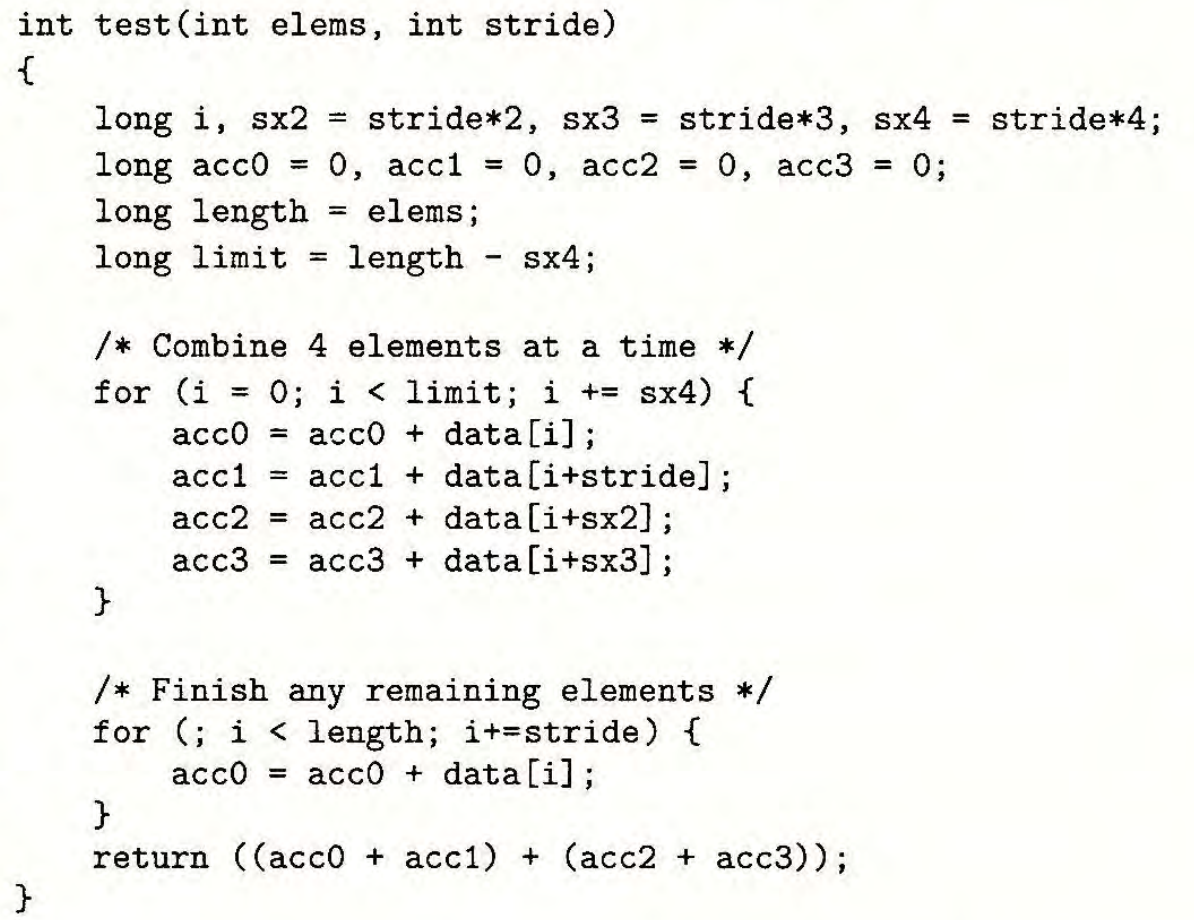 int test(int elems, int stride)
{
    long i, sx2 = stride*2, sx3 = stride*3, sx4 = stride*4;
    long acc0 = 0, acc1 = 0, acc2 = 0, acc3 = 0;
    long length = elems;
    long limit = length - sx4;

    /* Combine 4 elements at a time */
    for (i = 0; i < limit; i += sx4) {
        acc0 = acc0 + data[i];
        acc1 = acc1 + data[i+stride];
        acc2 = acc2 + data[i+sx2];
        acc3 = acc3 + data[i+sx3];
    }

    /* Finish any remaining elements */
    for (; i < length; i+=stride) {
        acc0 = acc0 + data[i];
    }
    return ((acc0 + acc1) + (acc2 + acc3));
}